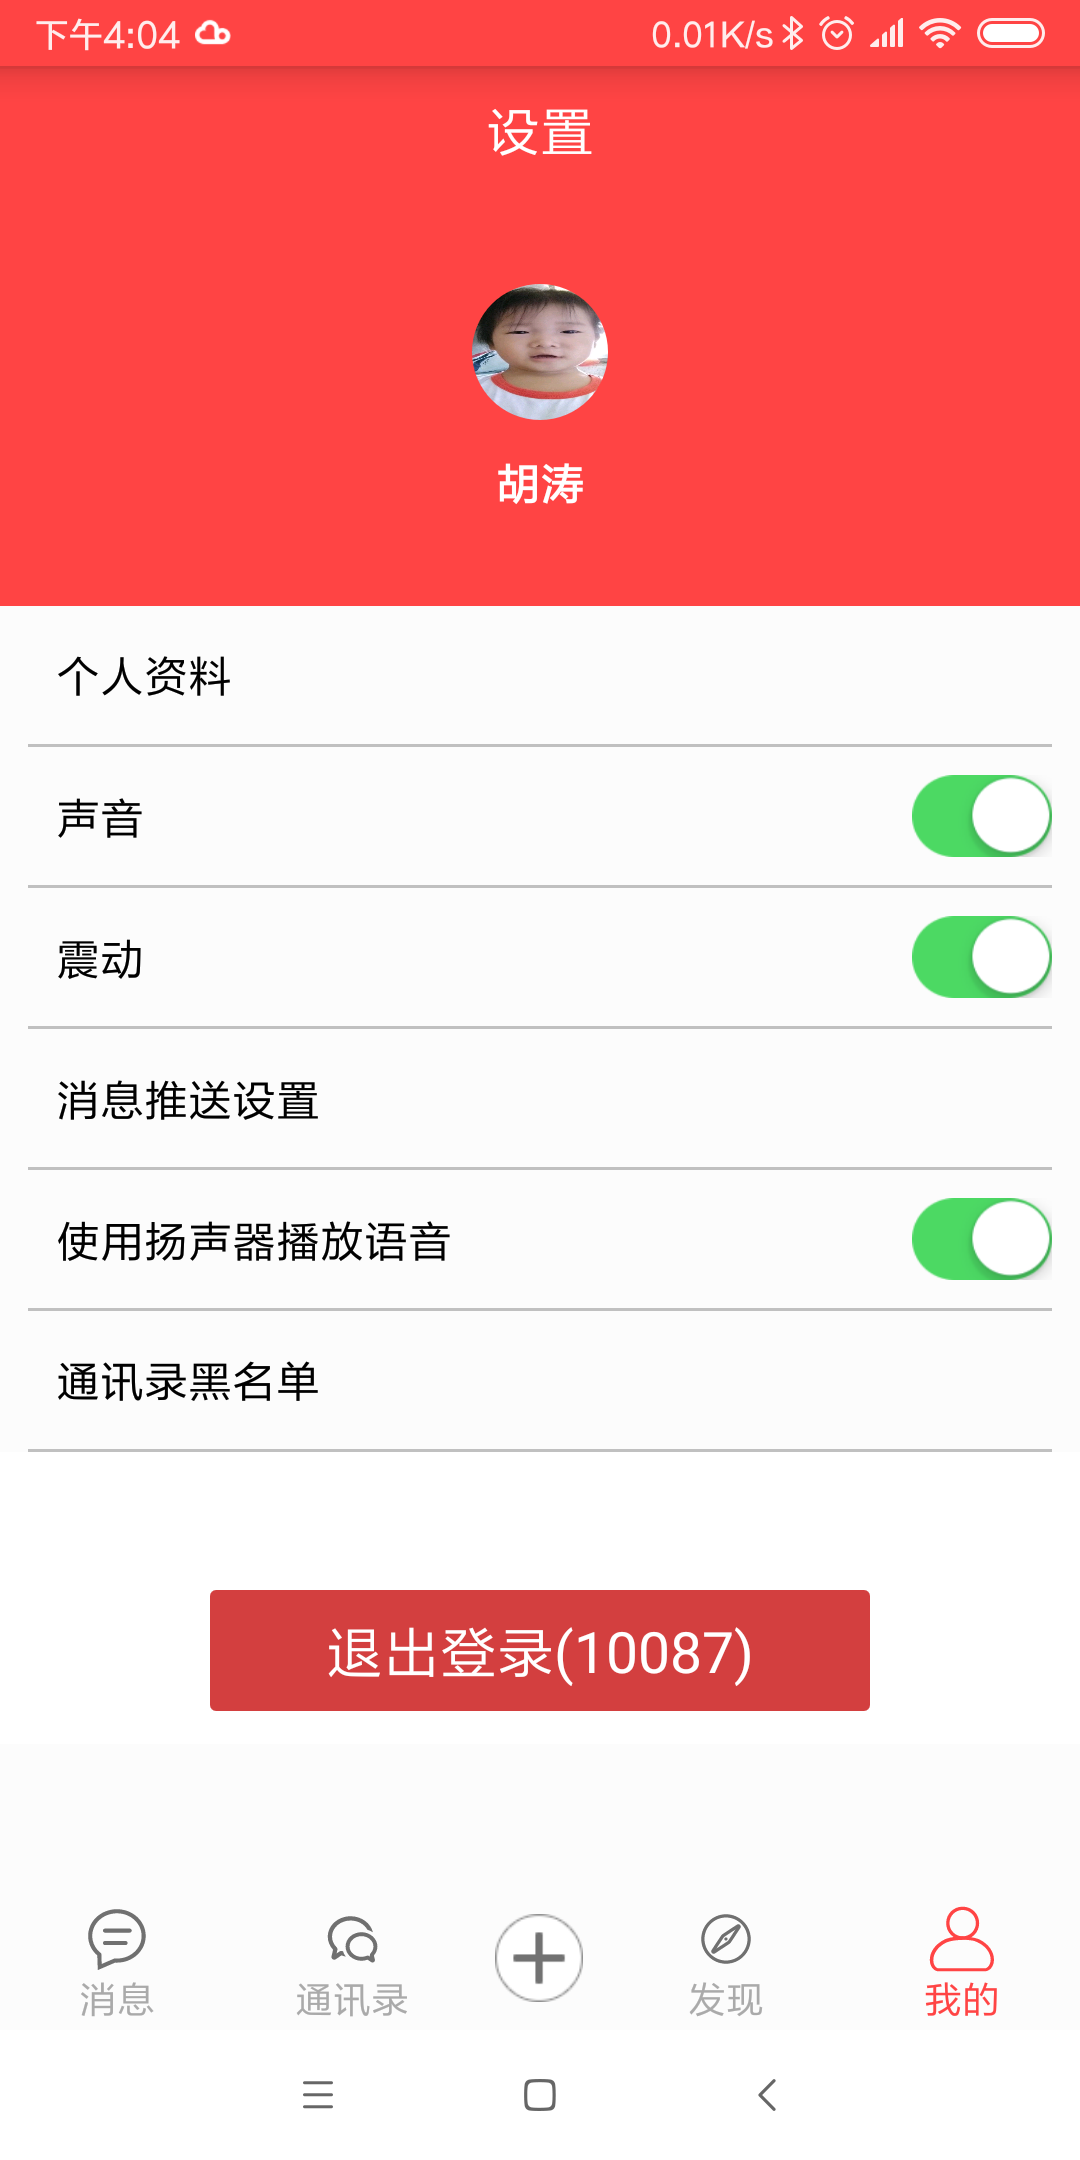 下午4:04 0.01K/s
设置
胡涛
个人资料
声音
震动
消息推送设置
使用扬声器播放语音
通讯录黑名单
退出登录(10087)
消息 通讯录 发现 我的